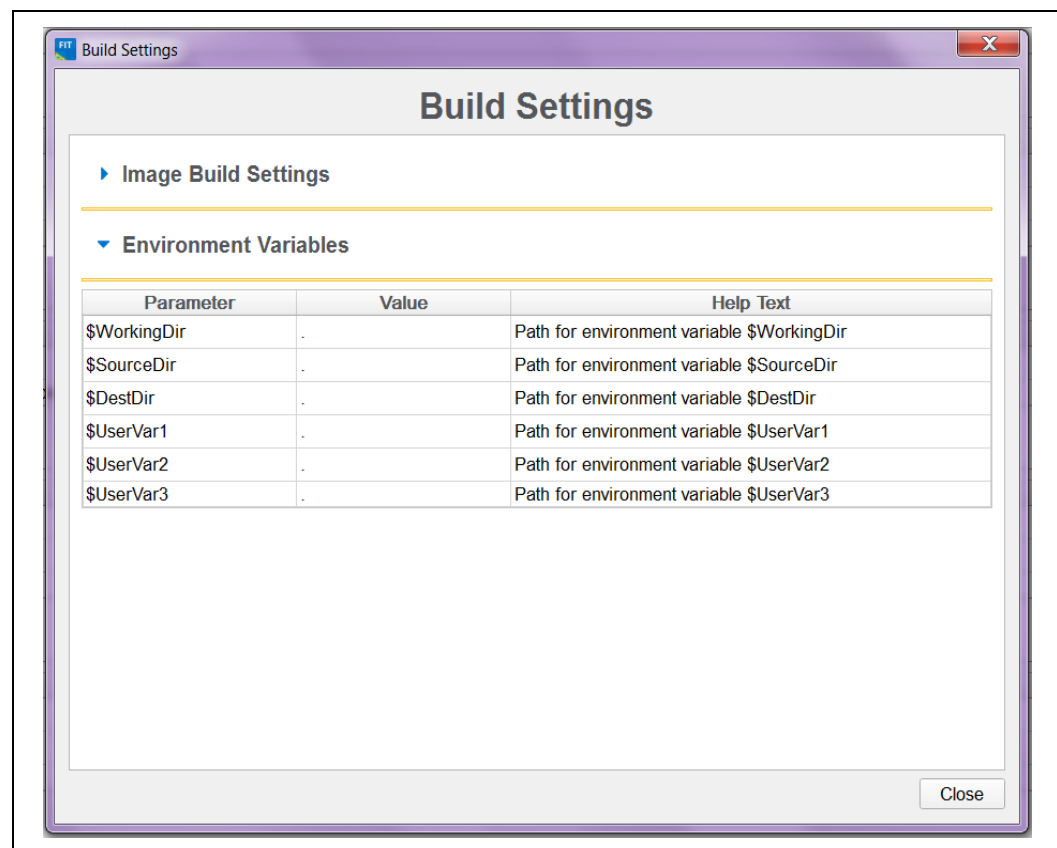 FIT Build Settings
X
Build Settings
Image Build Settings
Environment Variables
Parameter Value Help Text
$WorkingDir . Path for environment variable $WorkingDir
$SourceDir . Path for environment variable $SourceDir
$DestDir . Path for environment variable $DestDir
$UserVar1 . Path for environment variable $UserVar1
$UserVar2 . Path for environment variable $UserVar2
$UserVar3 . Path for environment variable $UserVar3
Close